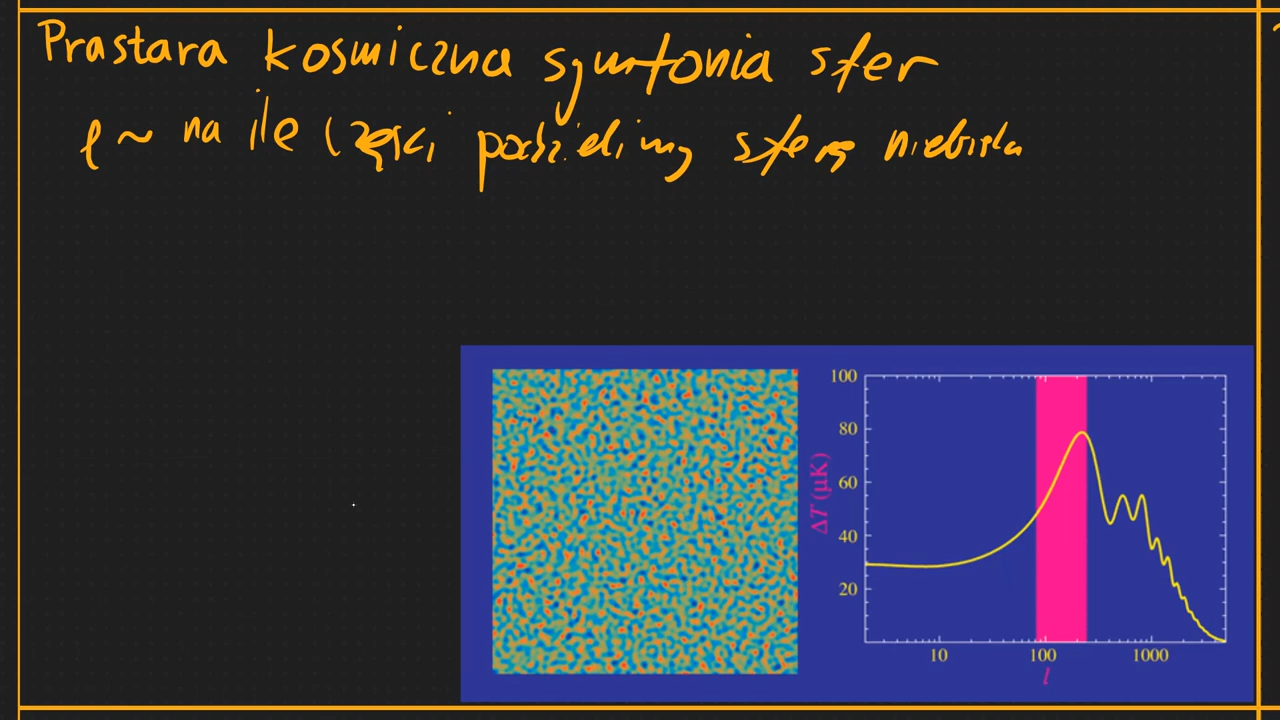 Prastara kosmiczna symfonia sfer
l ~ na ile części podzielimy sferę niebieską
100
80
60
40
20
ΔT (μK)
10 100 1000
l